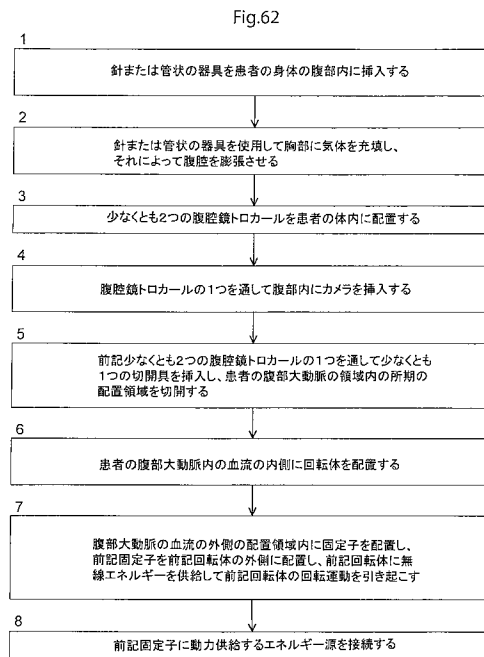 Fig.62
1
針または管状の器具を患者の身体の腹部内に挿入する
2
針または管状の器具を使用して胸部に気体を充填し、
それによって腹腔を膨張させる
3
少なくとも2つの腹腔鏡トロカールを患者の体内に配置する
4
腹腔鏡トロカールの1つを通して腹部内にカメラを挿入する
5
前記少なくとも2つの腹腔鏡トロカールの1つを通して少なくとも
1つの切開具を挿入し、患者の腹部大動脈の領域内の所期の
配置領域を切開する
6
患者の腹部大動脈内の血流の内側に回転体を配置する
7
腹部大動脈の血流の外側の配置領域内に固定子を配置し、
前記固定子を前記回転体の外側に配置し、前記回転体に無
線エネルギーを供給して前記回転体の回転運動を引き起こす
8
前記固定子に動力供給するエネルギー源を接続する